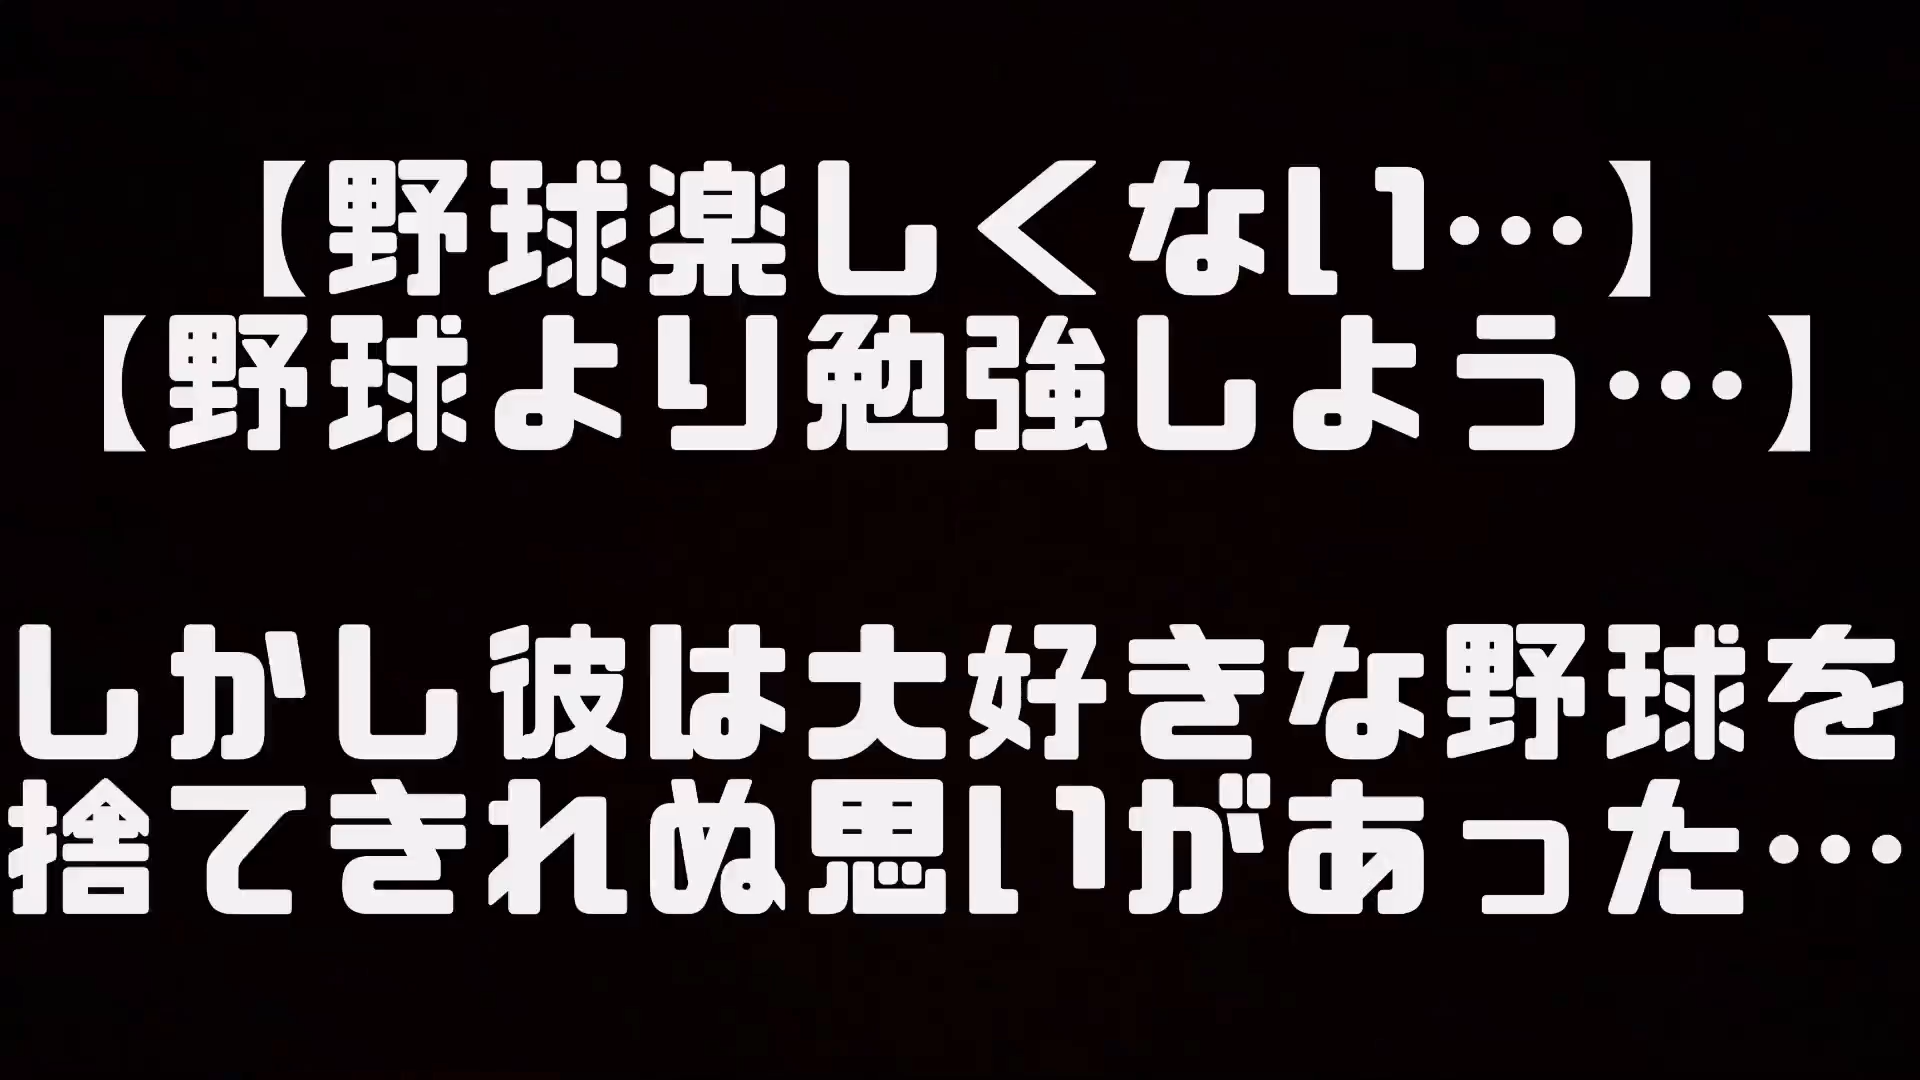 【野球楽しくない…】
【野球より勉強しよう…】
しかし彼は大好きな野球を
捨てきれぬ思いがあった…